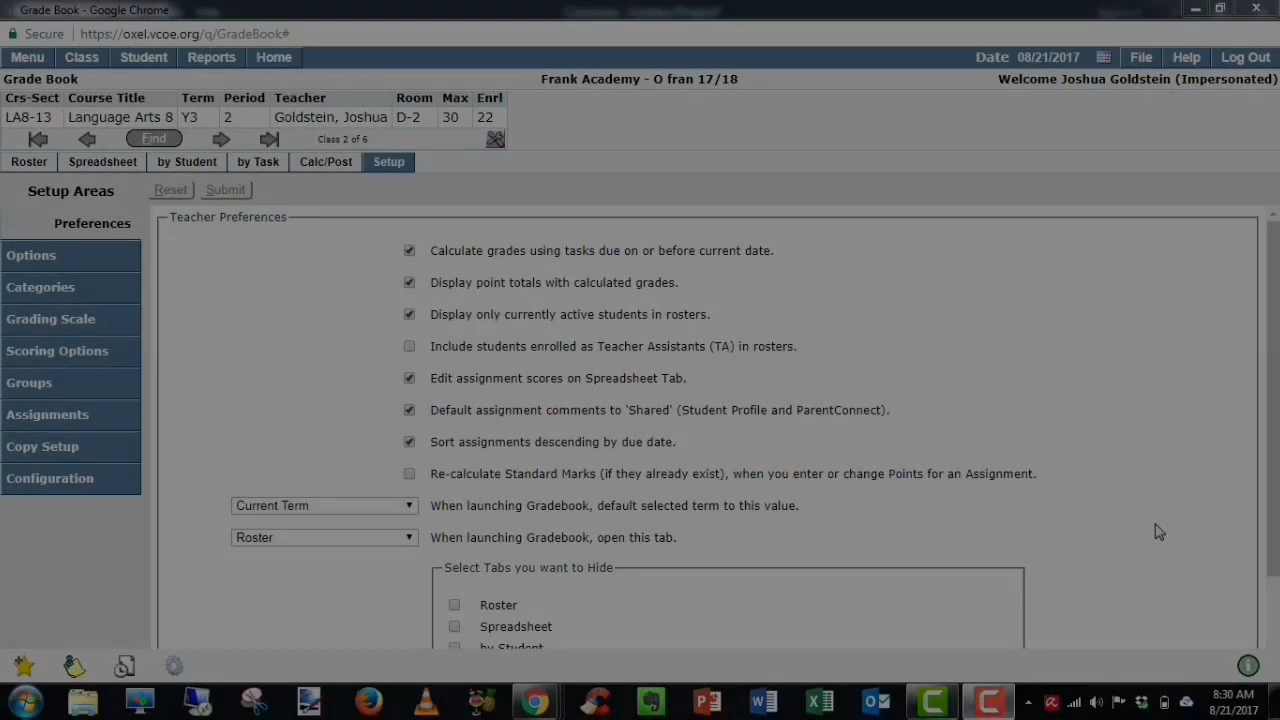 Grade Book - Google Chrome
Secure https://oxel.vcoe.org/q/GradeBook#
Menu Class Student Reports Home Date 08/21/2017 File Help Log Out
Grade Book Frank Academy - O fran 17/18 Welcome Joshua Goldstein (Impersonated)
Crs-Sect Course Title Term Period Teacher Room Max Enrl
LA8-13 Language Arts 8 Y3 2 Goldstein, Joshua D-2 30 22
Find Class 2 of 6
Roster Spreadsheet by Student by Task Calc/Post Setup
Setup Areas Reset Submit
Preferences
Options
Categories
Grading Scale
Scoring Options
Groups
Assignments
Copy Setup
Configuration
Teacher Preferences
Calculate grades using tasks due on or before current date.
Display point totals with calculated grades.
Display only currently active students in rosters.
Include students enrolled as Teacher Assistants (TA) in rosters.
Edit assignment scores on Spreadsheet Tab.
Default assignment comments to 'Shared' (Student Profile and ParentConnect).
Sort assignments descending by due date.
Re-calculate Standard Marks (if they already exist), when you enter or change Points for an Assignment.
Current Term When launching Gradebook, default selected term to this value.
Roster When launching Gradebook, open this tab.
Select Tabs you want to Hide
Roster
Spreadsheet
by Student
8:30 AM
8/21/2017